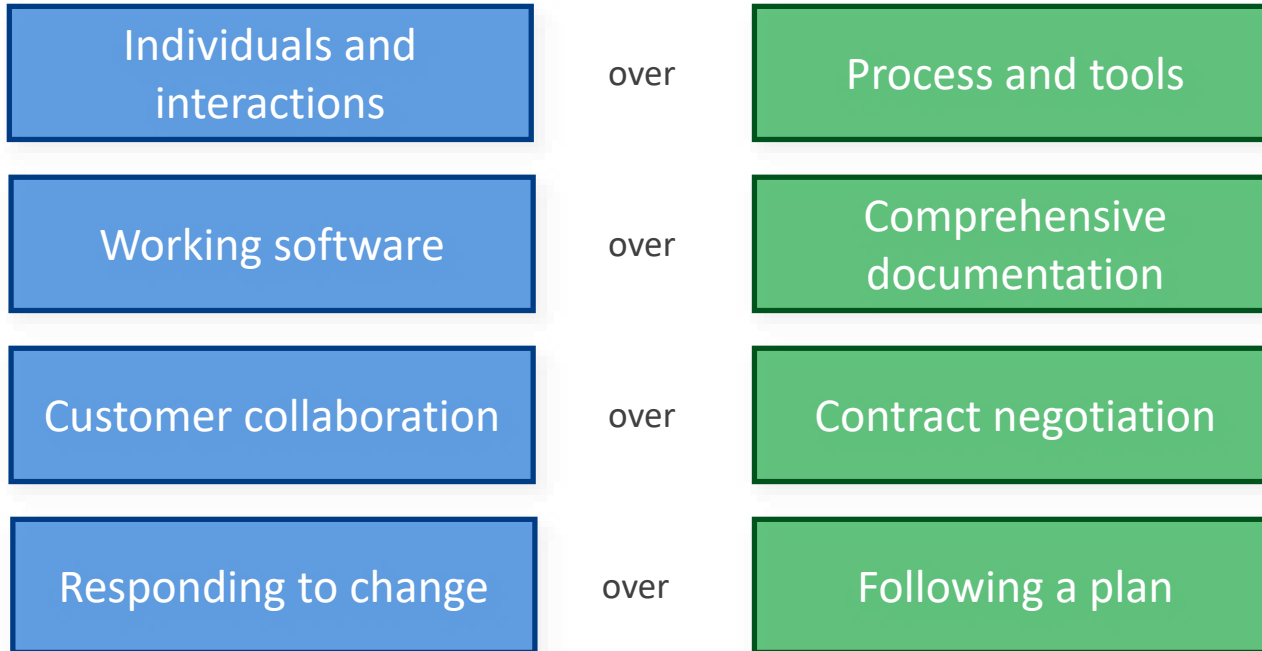 Individuals and
interactions
over
Process and tools
Working software
over
Comprehensive
documentation
Customer collaboration
over
Contract negotiation
Responding to change
over
Following a plan